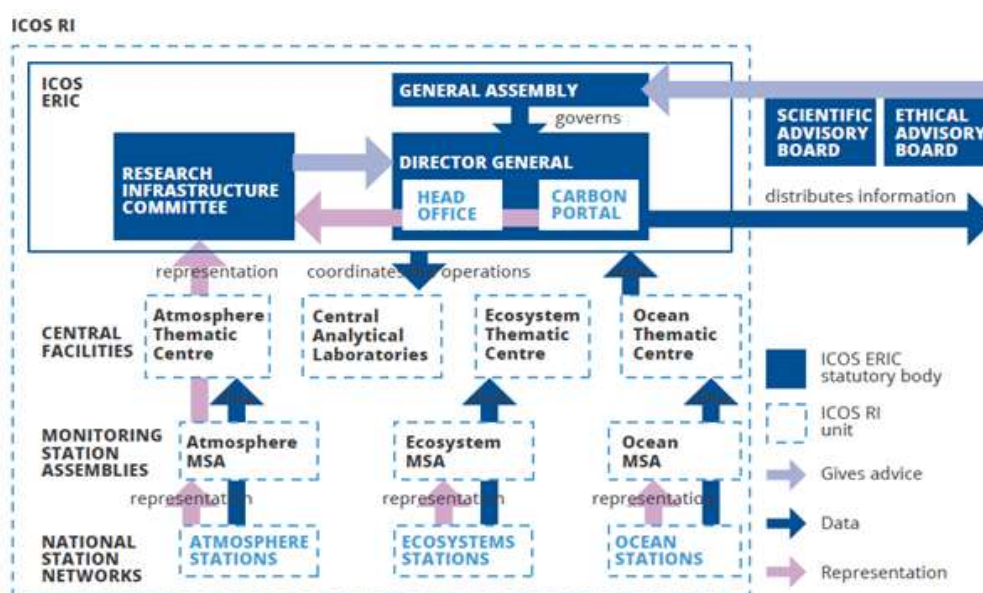 ICOS RI
ICOS
ERIC
GENERAL ASSEMBLY
governs
SCIENTIFIC
ADVISORY
BOARD
ETHICAL
ADVISORY
BOARD
RESEARCH
INFRASTRUCTURE
COMMITTEE
DIRECTOR GENERAL
HEAD
OFFICE
CARBON
PORTAL
distributes information
representation
coordinates
operations
CENTRAL
FACILITIES
Atmosphere
Thematic
Centre
Central
Analytical
Laboratories
Ecosystem
Thematic
Centre
Ocean
Thematic
Centre
MONITORING
STATION
ASSEMBLIES
Atmosphere
MSA
Ecosystem
MSA
Ocean
MSA
representation
representation
representation
NATIONAL
STATION
NETWORKS
ATMOSPHERE
STATIONS
ECOSYSTEMS
STATIONS
OCEAN
STATIONS
ICOS ERIC
statutory body
ICOS RI
unit
Gives advice
Data
Representation